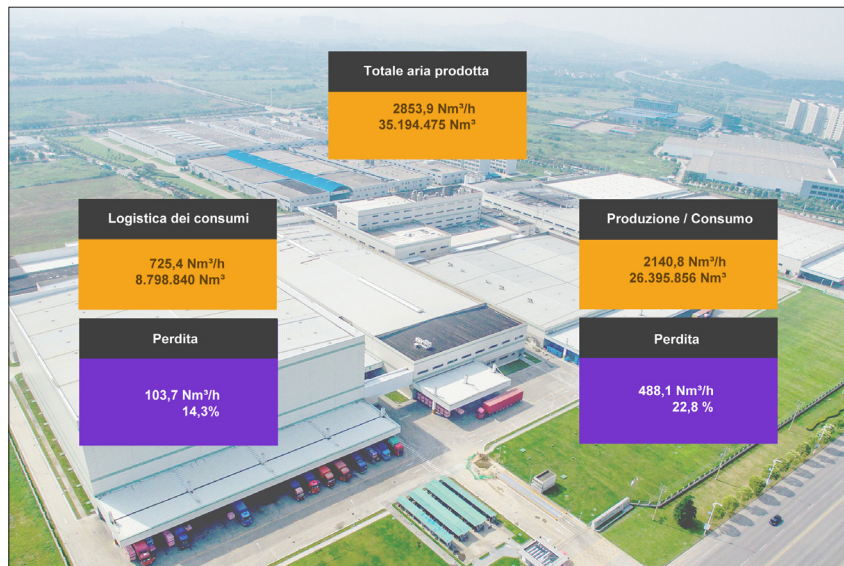 Totale aria prodotta
2853,9 Nm³/h
35.194.475 Nm³
Logistica dei consumi
725,4 Nm³/h
8.798.840 Nm³
Perdita
103,7 Nm³/h
14,3%
Produzione / Consumo
2140,8 Nm³/h
26.395.856 Nm³
Perdita
488,1 Nm³/h
22,8 %